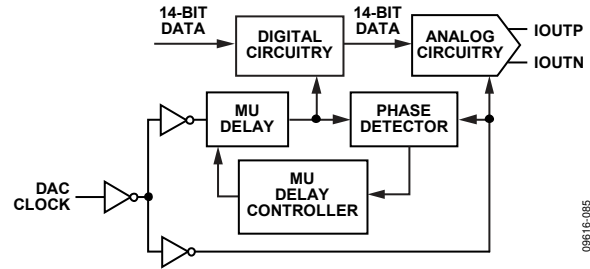 14-BIT
DATA
DIGITAL
CIRCUITRY
14-BIT
DATA
ANALOG
CIRCUITRY
IOUTP
IOUTN
MU
DELAY
PHASE
DETECTOR
MU
DELAY
CONTROLLER
DAC
CLOCK
09616-085